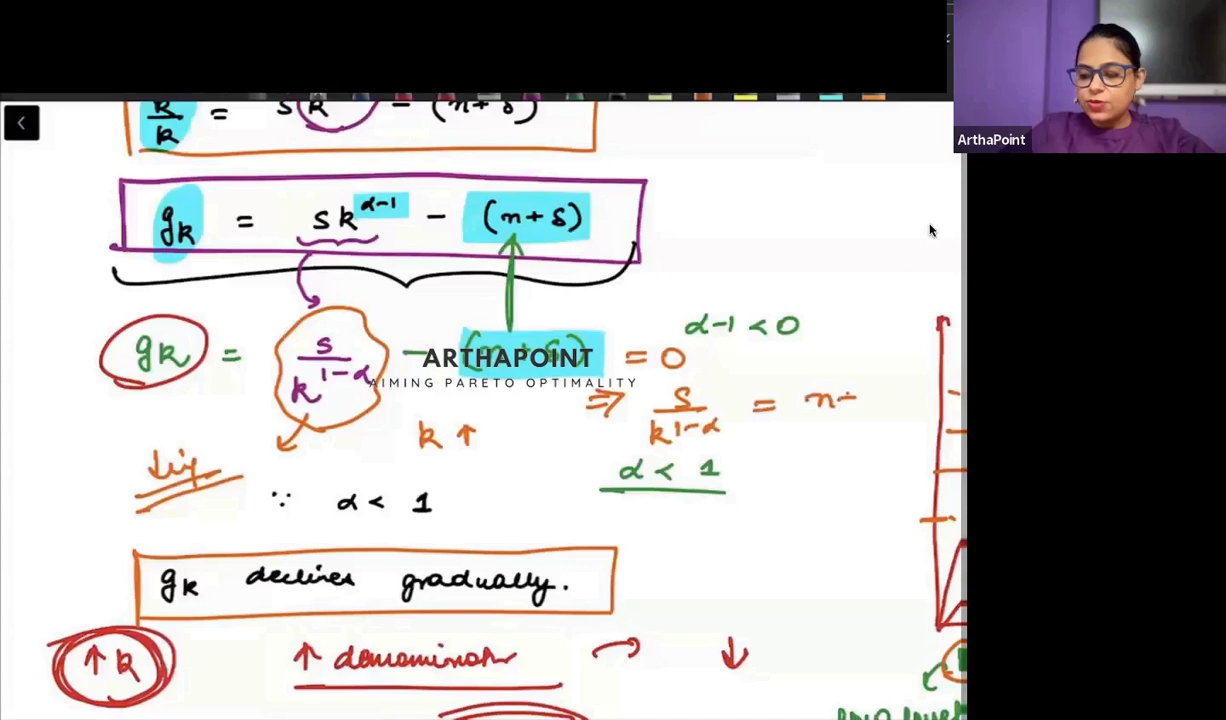 k̇/k = s k - (n + δ)
ArthaPoint
gk = s k^α-1 - (n + δ)
α-1 < 0
gk = s/k^1-α - (n + δ) = 0
ARTHAPOINT
AIMING PARETO OPTIMALITY
⇒ s/k^1-α = n-
k ↑
α < 1
∵ α < 1
gk declines gradually.
↑ k ↑ denominator → ↓